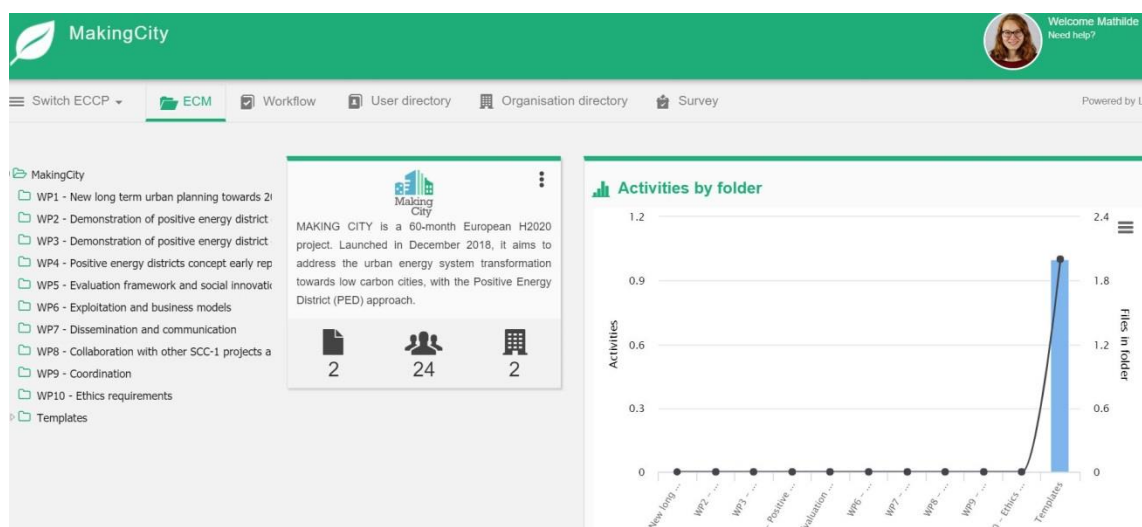 MakingCity
Welcome Mathilde
Need help?
Switch ECCP
ECM
Workflow
User directory
Organisation directory
Survey
Powered by
MakingCity
WP1 - New long term urban planning towards
WP2 - Demonstration of positive energy district
WP3 - Demonstration of positive energy district
WP4 - Positive energy districts concept early rep
WP5 - Evaluation framework and social innovatio
WP6 - Exploitation and business models
WP7 - Dissemination and communication
WP8 - Collaboration with other SCC-1 projects a
WP9 - Coordination
WP10 - Ethics requirements
Templates
Making
City
MAKING CITY is a 60-month European H2020
project. Launched in December 2018, it aims to
address the urban energy system transformation
towards low carbon cities, with the Positive Energy
District (PED) approach.
2
24
2
Activities by folder
1.2
0.9
0.6
0.3
0
Activities
2.4
1.8
1.2
0.6
0
Files in folder
New long ...
WP2 - ...
WP3 - ...
Positive ...
Evaluation ...
WP6 - ...
WP7 - ...
WP8 - ...
WP9 - ...
0 - Ethics ...
Templates